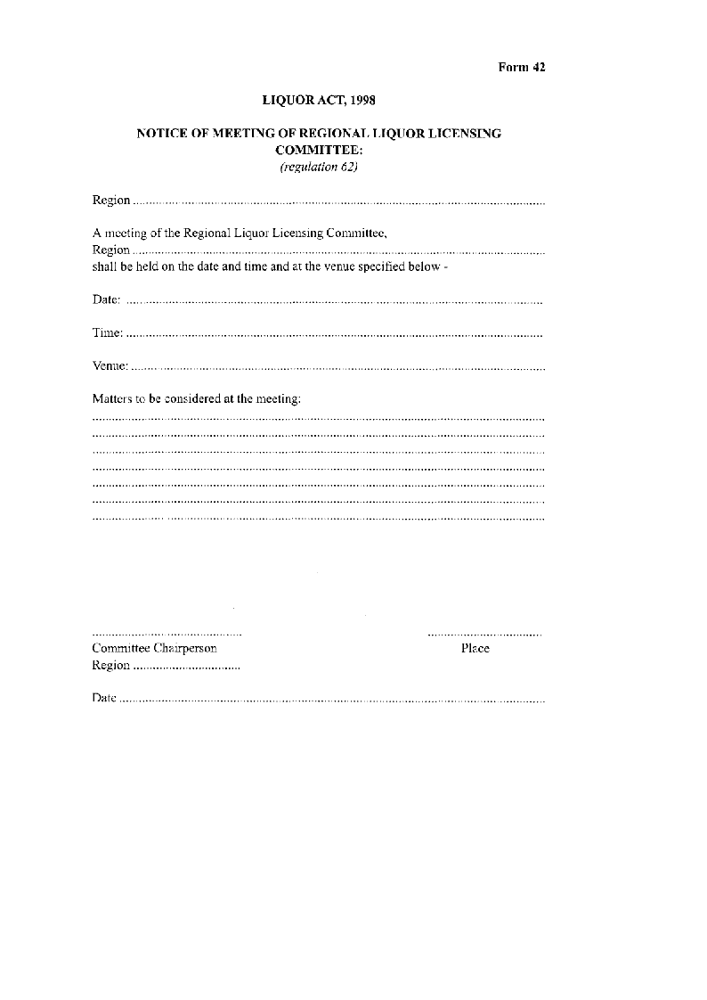 Form 42
LIQUOR ACT, 1998
NOTICE OF MEETING OF REGIONAL LIQUOR LICENSING
COMMITTEE:
(regulation 62)
Region ...............................................................................................................................
A meeting of the Regional Liquor Licensing Committee,
Region ...............................................................................................................................
shall be held on the date and time and at the venue specified below -
Date: ................................................................................................................................
Time: ................................................................................................................................
Venue: ...............................................................................................................................
Matters to be considered at the meeting:
...........................................................................................................................................
...........................................................................................................................................
...........................................................................................................................................
...........................................................................................................................................
...........................................................................................................................................
...........................................................................................................................................
...........................................................................................................................................
.............................................. ...................................
Committee Chairperson Place
Region .................................
Date ...................................................................................................................................